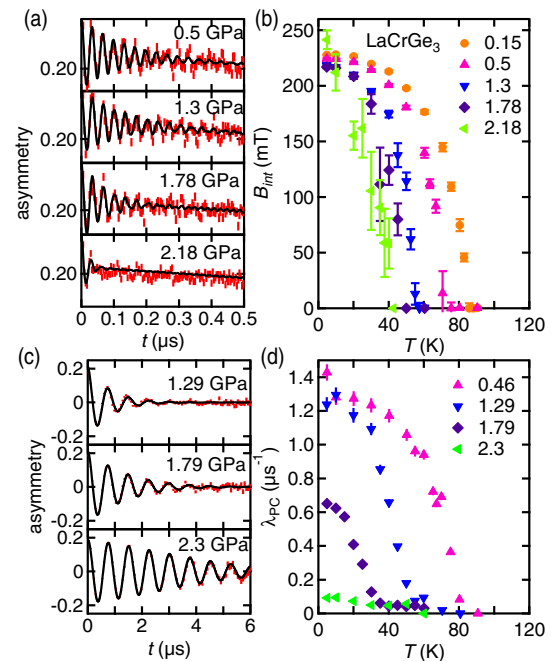 (a)
asymmetry
0.20
0.5 GPa
0.20
1.3 GPa
0.20
1.78 GPa
0.20
2.18 GPa
0 0.1 0.2 0.3 0.4 0.5
t (μs)
(b)
B_int (mT)
250
200
150
100
50
0
LaCrGe3
0.15
0.5
1.3
1.78
2.18
0 40 80 120
T (K)
(c)
asymmetry
0.2
0
-0.2
1.29 GPa
0
-0.2
1.79 GPa
0.2
0
-0.2
2.3 GPa
0 2 4 6
t (μs)
(d)
λPC (μs-1)
1.4
1.2
1.0
0.8
0.6
0.4
0.2
0
0.46
1.29
1.79
2.3
0 40 80 120
T (K)